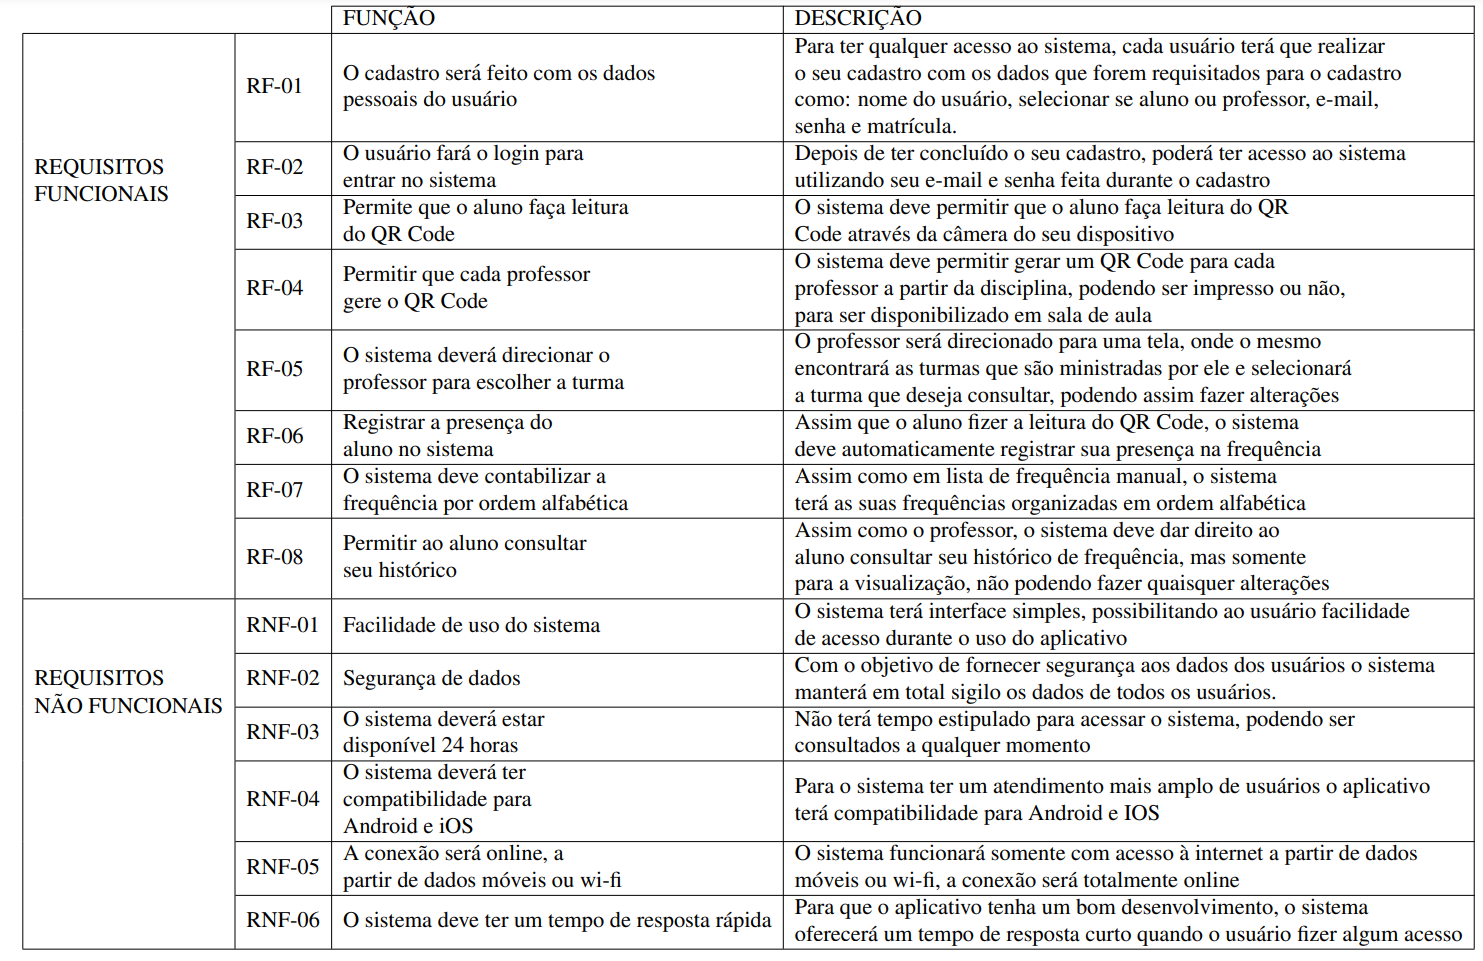 FUNÇÃO
DESCRIÇÃO
REQUISITOS
FUNCIONAIS
RF-01
O cadastro será feito com os dados
pessoais do usuário
Para ter qualquer acesso ao sistema, cada usuário terá que realizar
o seu cadastro com os dados que forem requisitados para o cadastro
como: nome do usuário, selecionar se aluno ou professor, e-mail,
senha e matrícula.
RF-02
O usuário fará o login para
entrar no sistema
Depois de ter concluído o seu cadastro, poderá ter acesso ao sistema
utilizando seu e-mail e senha feita durante o cadastro
RF-03
Permite que o aluno faça leitura
do QR Code
O sistema deve permitir que o aluno faça leitura do QR
Code através da câmera do seu dispositivo
RF-04
Permitir que cada professor
gere o QR Code
O sistema deve permitir gerar um QR Code para cada
professor a partir da disciplina, podendo ser impresso ou não,
para ser disponibilizado em sala de aula
RF-05
O sistema deverá direcionar o
professor para escolher a turma
O professor será direcionado para uma tela, onde o mesmo
encontrará as turmas que são ministradas por ele e selecionará
a turma que deseja consultar, podendo assim fazer alterações
RF-06
Registrar a presença do
aluno no sistema
Assim que o aluno fizer a leitura do QR Code, o sistema
deve automaticamente registrar sua presença na frequência
RF-07
O sistema deve contabilizar a
frequência por ordem alfabética
Assim como em lista de frequência manual, o sistema
terá as suas frequências organizadas em ordem alfabética
RF-08
Permitir ao aluno consultar
seu histórico
Assim como o professor, o sistema deve dar direito ao
aluno consultar seu histórico de frequência, mas somente
para a visualização, não podendo fazer quaisquer alterações
REQUISITOS
NÃO FUNCIONAIS
RNF-01
Facilidade de uso do sistema
O sistema terá interface simples, possibilitando ao usuário facilidade
de acesso durante o uso do aplicativo
RNF-02
Segurança de dados
Com o objetivo de fornecer segurança aos dados dos usuários o sistema
manterá em total sigilo os dados de todos os usuários.
RNF-03
O sistema deverá estar
disponível 24 horas
Não terá tempo estipulado para acessar o sistema, podendo ser
consultados a qualquer momento
RNF-04
O sistema deverá ter
compatibilidade para
Android e iOS
Para o sistema ter um atendimento mais amplo de usuários o aplicativo
terá compatibilidade para Android e IOS
RNF-05
A conexão será online, a
partir de dados móveis ou wi-fi
O sistema funcionará somente com acesso à internet a partir de dados
móveis ou wi-fi, a conexão será totalmente online
RNF-06
O sistema deve ter um tempo de resposta rápida
Para que o aplicativo tenha um bom desenvolvimento, o sistema
oferecerá um tempo de resposta curto quando o usuário fizer algum acesso